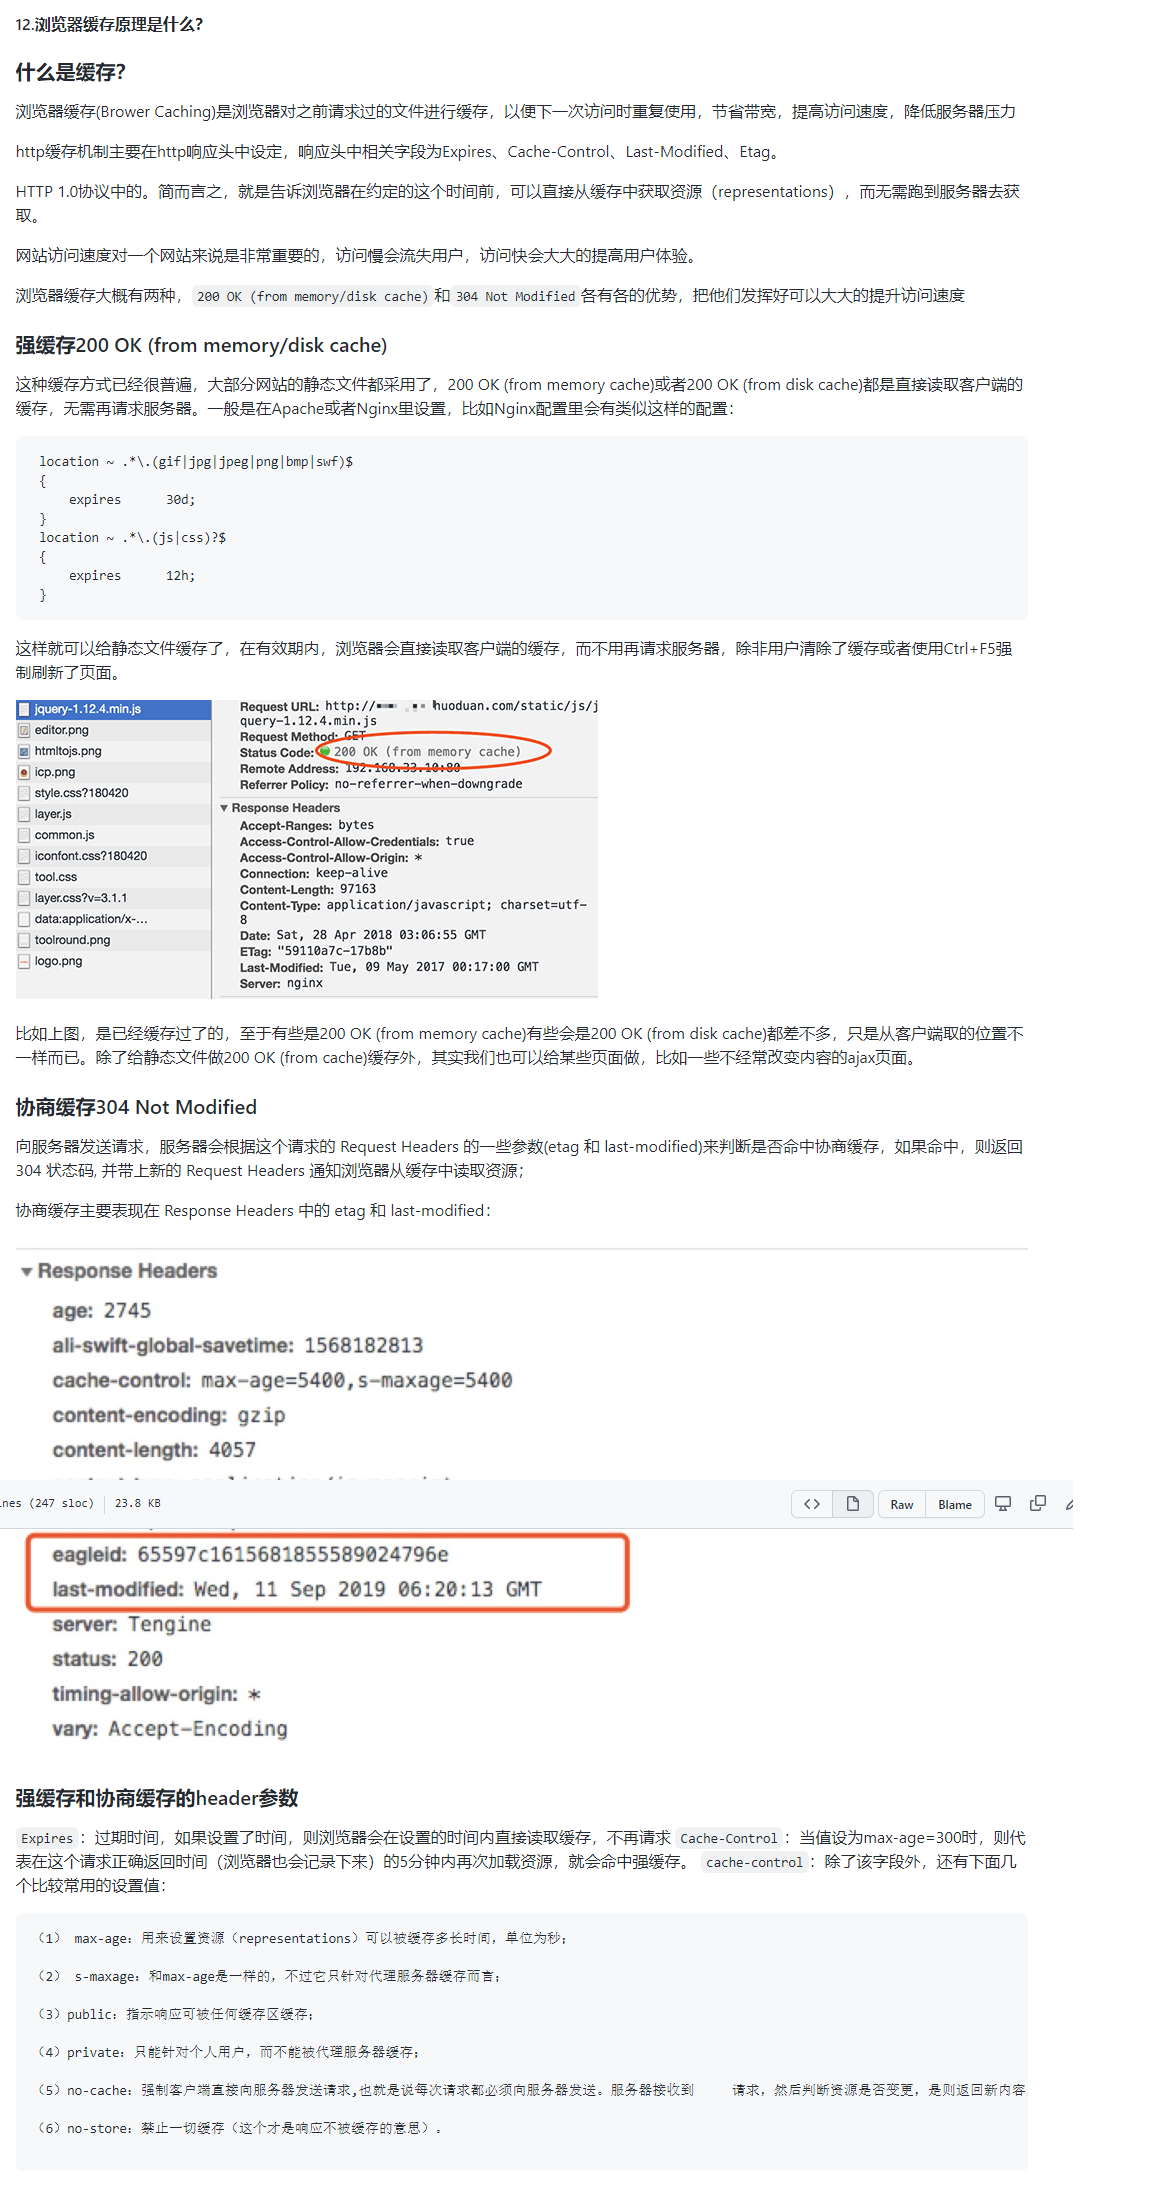 12.浏览器缓存原理是什么?
什么是缓存?
浏览器缓存(Brower Caching)是浏览器对之前请求过的文件进行缓存，以便下一次访问时重复使用，节省带宽，提高访问速度，降低服务器压力
http缓存机制主要在http响应头中设定，响应头中相关字段为Expires、Cache-Control、Last-Modified、Etag。
HTTP 1.0协议中的。简而言之，就是告诉浏览器在约定的这个时间前，可以直接从缓存中获取资源（representations），而无需跑到服务器去获
取。
网站访问速度对一个网站来说是非常重要的，访问慢会流失用户，访问快会大大的提高用户体验。
浏览器缓存大概有两种， 200 OK (from memory/disk cache) 和 304 Not Modified 各有各的优势，把他们发挥好可以大大的提升访问速度
强缓存200 OK (from memory/disk cache)
这种缓存方式已经很普遍，大部分网站的静态文件都采用了，200 OK (from memory cache)或者200 OK (from disk cache)都是直接读取客户端的
缓存，无需再请求服务器。一般是在Apache或者Nginx里设置，比如Nginx配置里会有类似这样的配置：
location ~ .*\.(gif|jpg|jpeg|png|bmp|swf)$
{
expires 30d;
}
location ~ .*\.(js|css)?$
{
expires 12h;
}
这样就可以给静态文件缓存了，在有效期内，浏览器会直接读取客户端的缓存，而不用再请求服务器，除非用户清除了缓存或者使用Ctrl+F5强
制刷新了页面。
jquery-1.12.4.min.js
editor.png
htmltojs.png
icp.png
style.css?180420
layer.js
common.js
iconfont.css?180420
tool.css
layer.css?v=3.1.1
data:application/x-...
toolround.png
logo.png
Request URL: http:// huoduan.com/static/js/j
query-1.12.4.min.js
Request Method: GET
Status Code: 200 OK (from memory cache)
Remote Address: 192.168.33.10:80
Referrer Policy: no-referrer-when-downgrade
Response Headers
Accept-Ranges: bytes
Access-Control-Allow-Credentials: true
Access-Control-Allow-Origin: *
Connection: keep-alive
Content-Length: 97163
Content-Type: application/javascript; charset=utf-
8
Date: Sat, 28 Apr 2018 03:06:55 GMT
ETag: "59110a7c-17b8b"
Last-Modified: Tue, 09 May 2017 00:17:00 GMT
Server: nginx
比如上图，是已经缓存过了的，至于有些是200 OK (from memory cache)有些会是200 OK (from disk cache)都差不多，只是从客户端取的位置不
一样而已。除了给静态文件做200 OK (from cache)缓存外，其实我们也可以给某些页面做，比如一些不经常改变内容的ajax页面。
协商缓存304 Not Modified
向服务器发送请求，服务器会根据这个请求的 Request Headers 的一些参数(etag 和 last-modified)来判断是否命中协商缓存，如果命中，则返回
304 状态码, 并带上新的 Request Headers 通知浏览器从缓存中读取资源；
协商缓存主要表现在 Response Headers 中的 etag 和 last-modified：
Response Headers
age: 2745
ali-swift-global-savetime: 1568182813
cache-control: max-age=5400,s-maxage=5400
content-encoding: gzip
content-length: 4057
ines (247 sloc) 23.8 KB
<> Raw Blame
eagleid: 65597c1615681855589024796e
last-modified: Wed, 11 Sep 2019 06:20:13 GMT
server: Tengine
status: 200
timing-allow-origin: *
vary: Accept-Encoding
强缓存和协商缓存的header参数
Expires ：过期时间，如果设置了时间，则浏览器会在设置的时间内直接读取缓存，不再请求 Cache-Control ：当值设为max-age=300时，则代
表在这个请求正确返回时间（浏览器也会记录下来）的5分钟内再次加载资源，就会命中强缓存。 cache-control ：除了该字段外，还有下面几
个比较常用的设置值：
（1） max-age：用来设置资源（representations）可以被缓存多长时间，单位为秒；
（2） s-maxage：和max-age是一样的，不过它只针对代理服务器缓存而言；
（3）public：指示响应可被任何缓存区缓存；
（4）private：只能针对个人用户，而不能被代理服务器缓存；
（5）no-cache：强制客户端直接向服务器发送请求,也就是说每次请求都必须向服务器发送。服务器接收到 请求，然后判断资源是否变更，是则返回新内容
（6）no-store：禁止一切缓存（这个才是响应不被缓存的意思）。